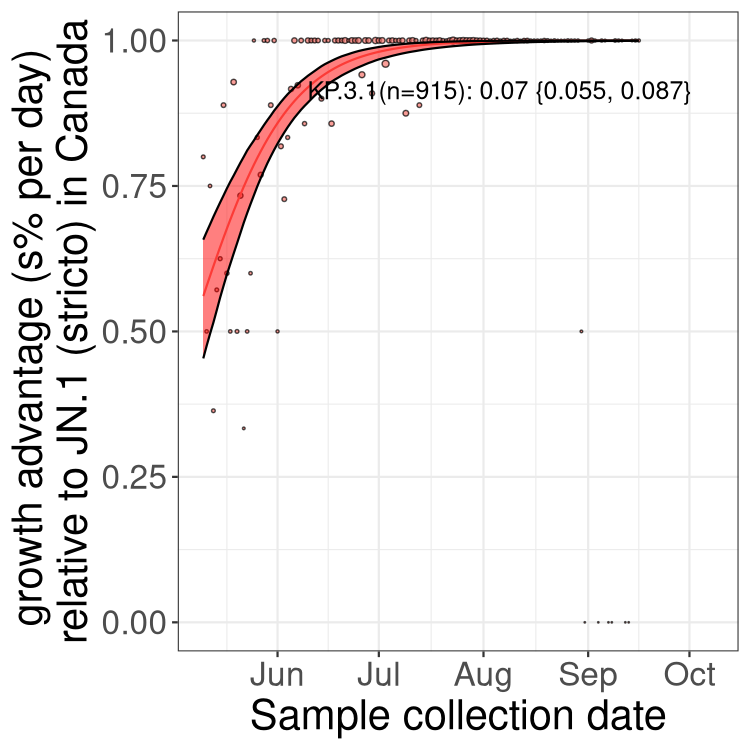 growth advantage (s% per day)
relative to JN.1 (stricto) in Canada
1.00
KP.3.1(n=915): 0.07 {0.055, 0.087}
0.75
0.50
0.25
0.00
Jun Jul Aug Sep Oct
Sample collection date